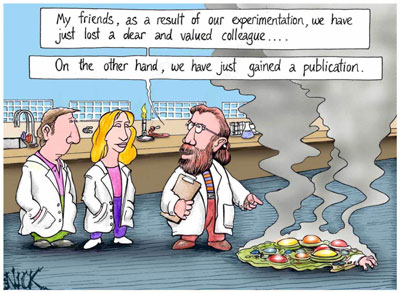 My friends, as a result of our experimentation, we have
just lost a dear and valued colleague....
On the other hand, we have just gained a publication.
NICK